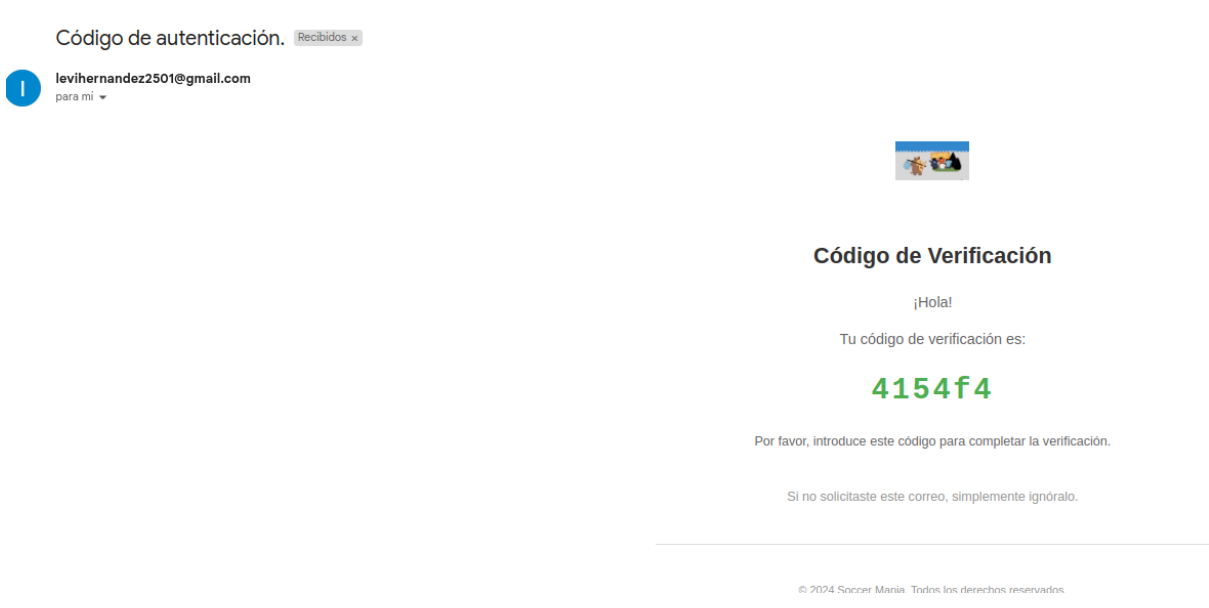 Código de autenticación. Recibidos ×
levihernandez2501@gmail.com
para mí
Código de Verificación
¡Hola!
Tu código de verificación es:
4154f4
Por favor, introduce este código para completar la verificación.
Si no solicitaste este correo, simplemente ignóralo.
© 2024 Soccer Mania. Todos los derechos reservados.